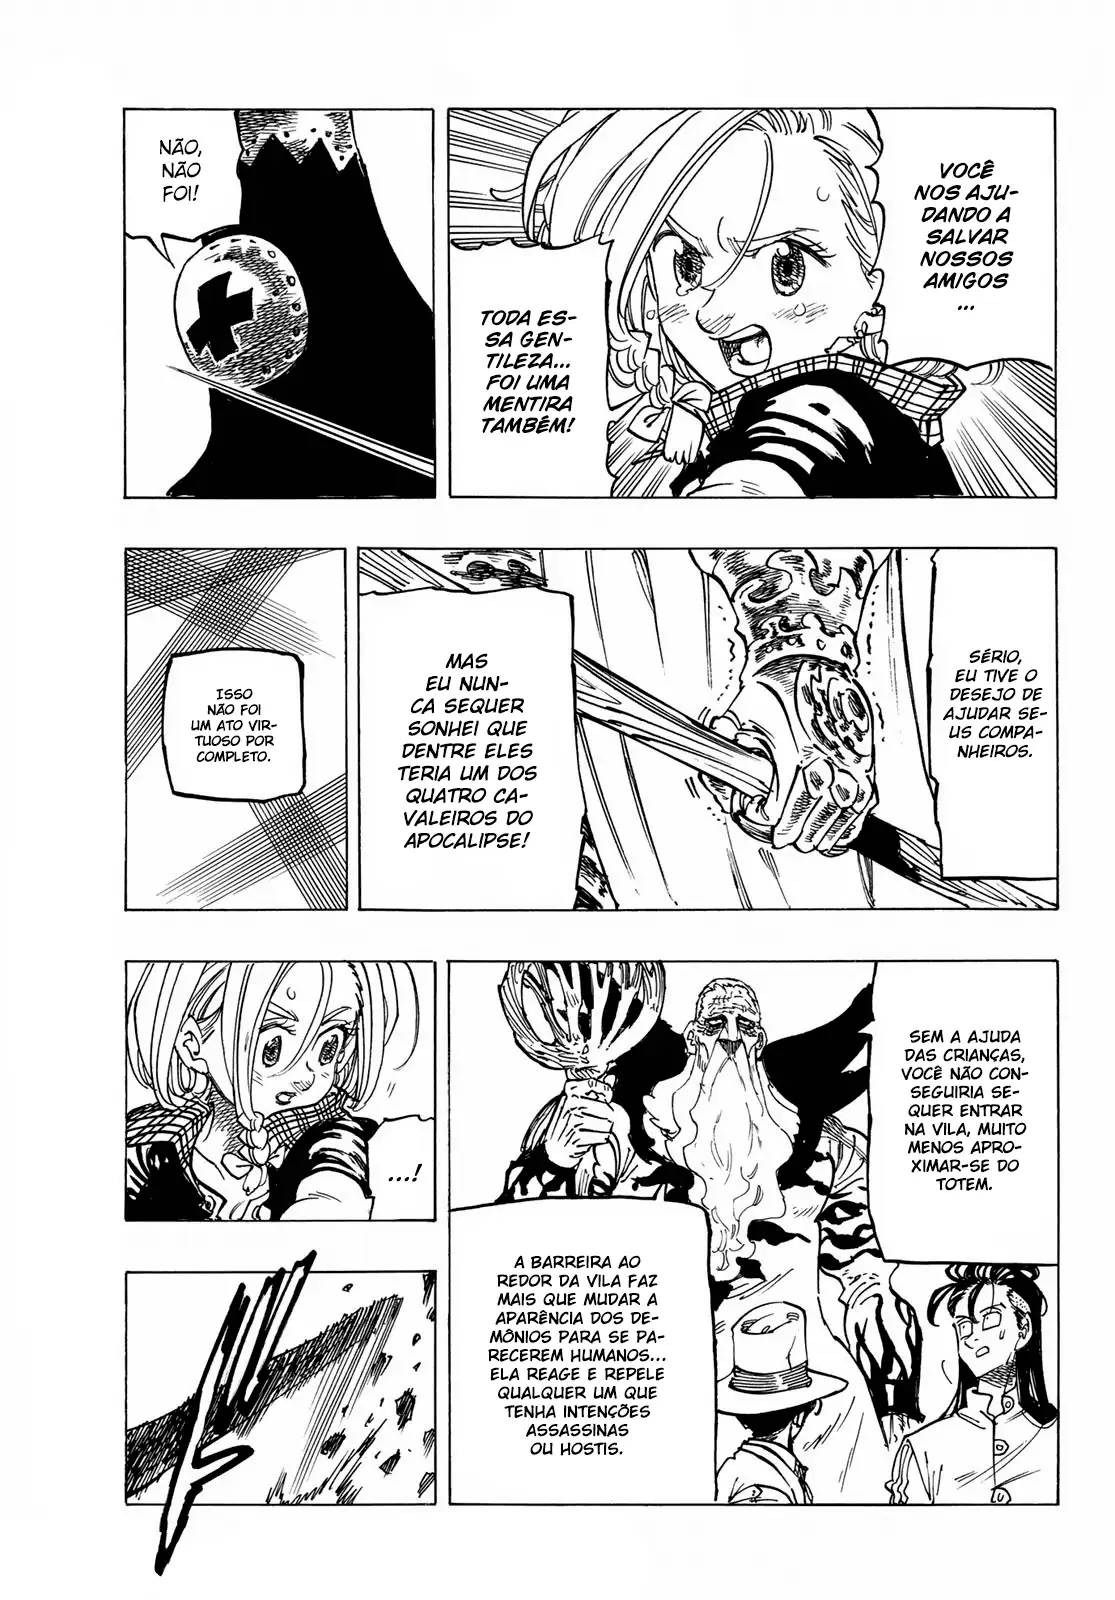 VOCÊ
NOS AJU-
DANDO A
SALVAR
NOSSOS
AMIGOS
...
TODA ES-
SA GEN-
TILEZA...
FOI UMA
MENTIRA
TAMBÉM!
NÃO,
NÃO
FOI!
SÉRIO,
EU TIVE O
DESEJO DE
AJUDAR SE-
US COMPA-
NHEIROS.
MAS
EU NUN-
CA SEQUER
SONHEI QUE
DENTRE ELES
TERIA UM DOS
QUATRO CA-
VALEIROS DO
APOCALIPSE!
ISSO
NÃO FOI
UM ATO VIR-
TUOSO POR
COMPLETO.
SEM A AJUDA
DAS CRIANÇAS,
VOCÊ NÃO CON-
SEGUIRIA SE-
QUER ENTRAR
NA VILA, MUITO
MENOS APRO-
XIMAR-SE DO
TOTEM.
A BARREIRA AO
REDOR DA VILA FAZ
MAIS QUE MUDAR A
APARÊNCIA DOS DE-
MÔNIOS PARA SE PA-
RECEREM HUMANOS...
ELA REAGE E REPELE
QUALQUER UM QUE
TENHA INTENÇÕES
ASSASSINAS
OU HOSTIS.
...!